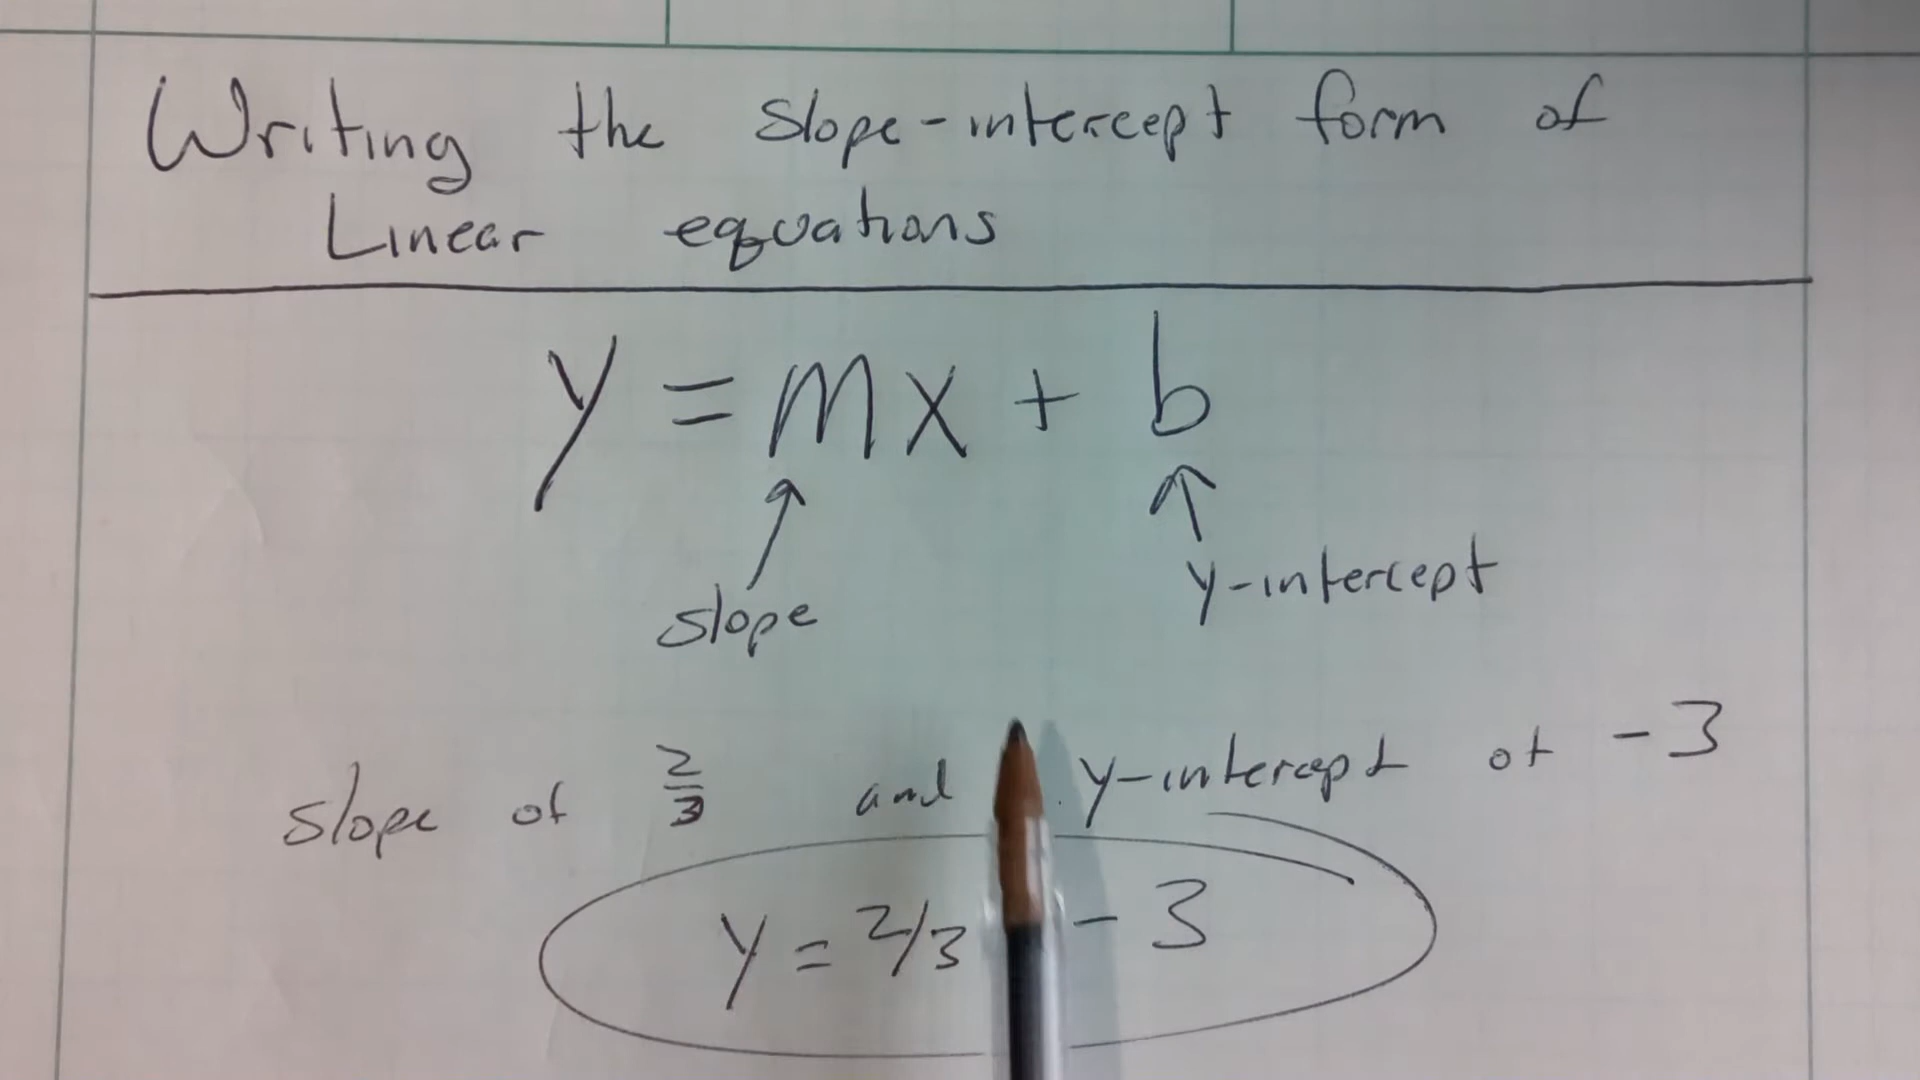 Writing the slope-intercept form of
Linear equations
y = mx + b
slope
y-intercept
slope of 2/3 and y-intercept of -3
y = 2/3 - 3